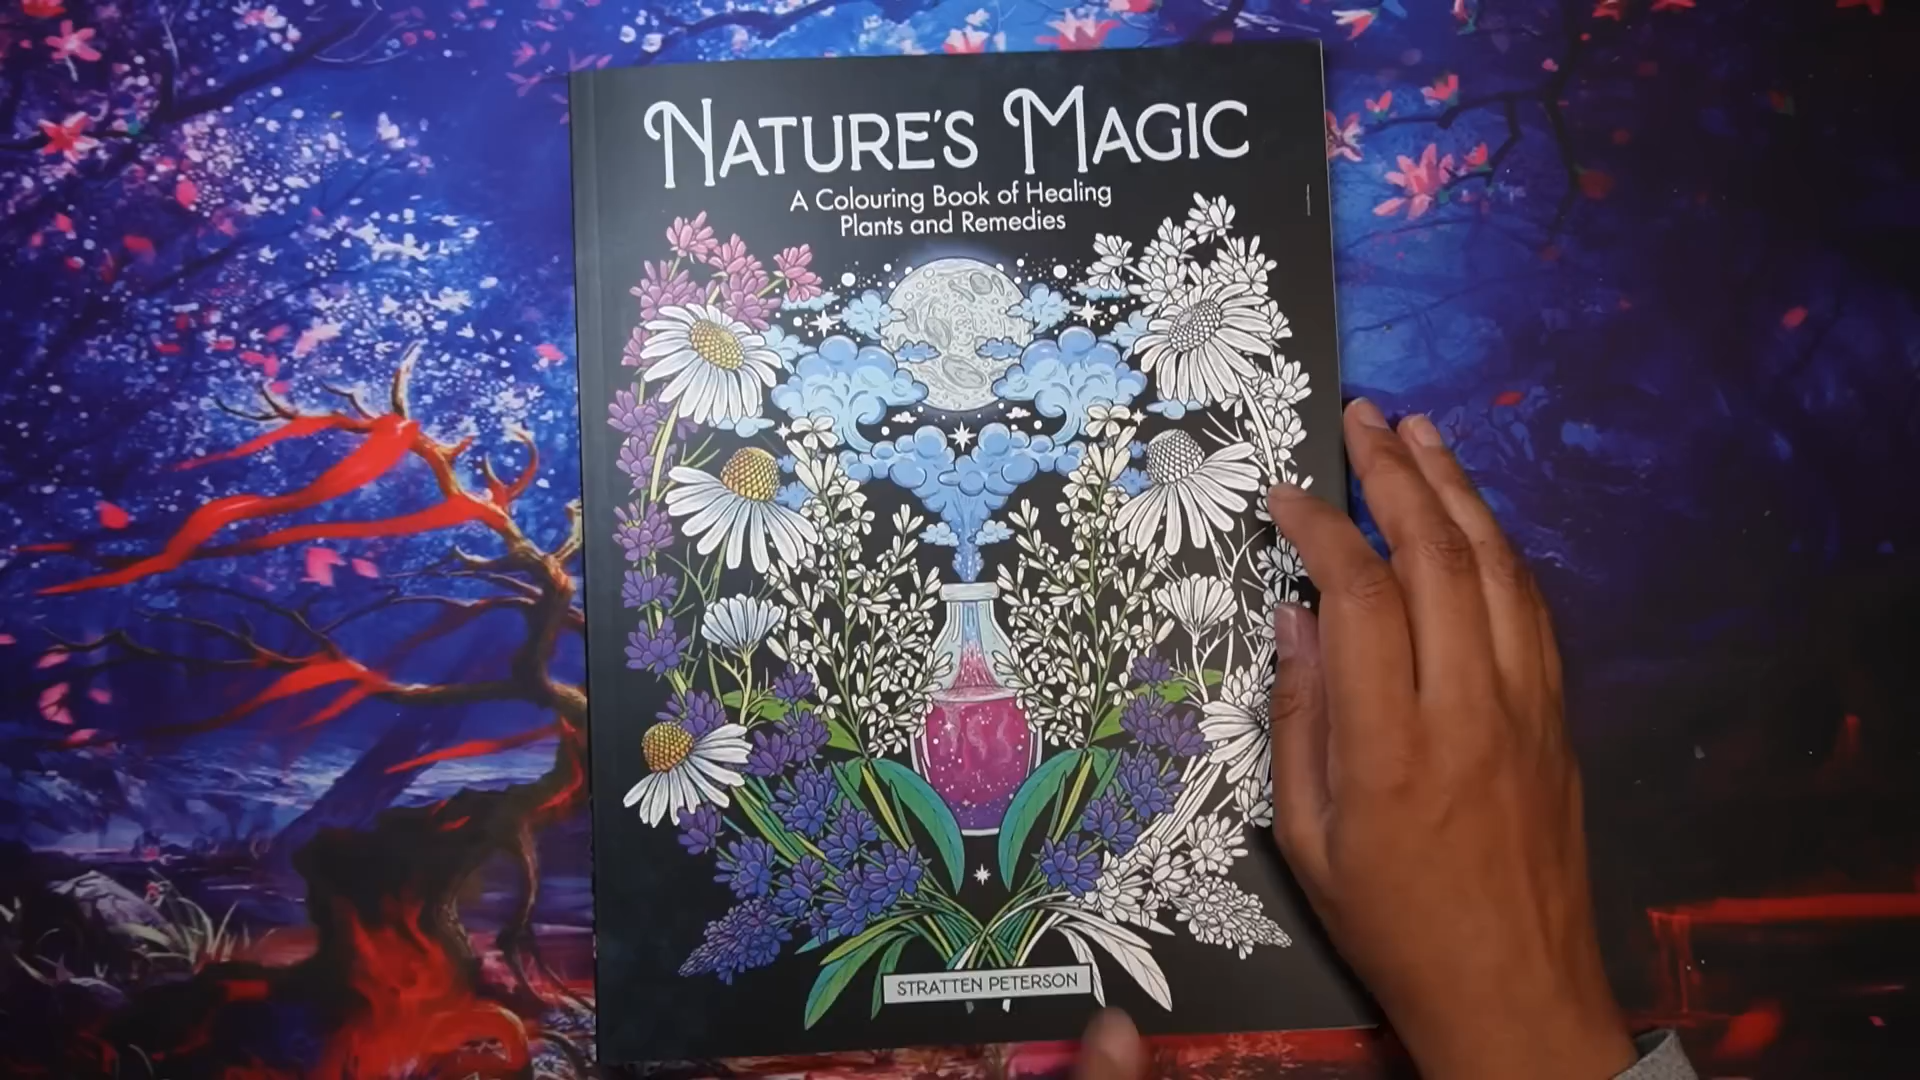 NATURE'S MAGIC
A Colouring Book of Healing
Plants and Remedies
STRATTEN PETERSON